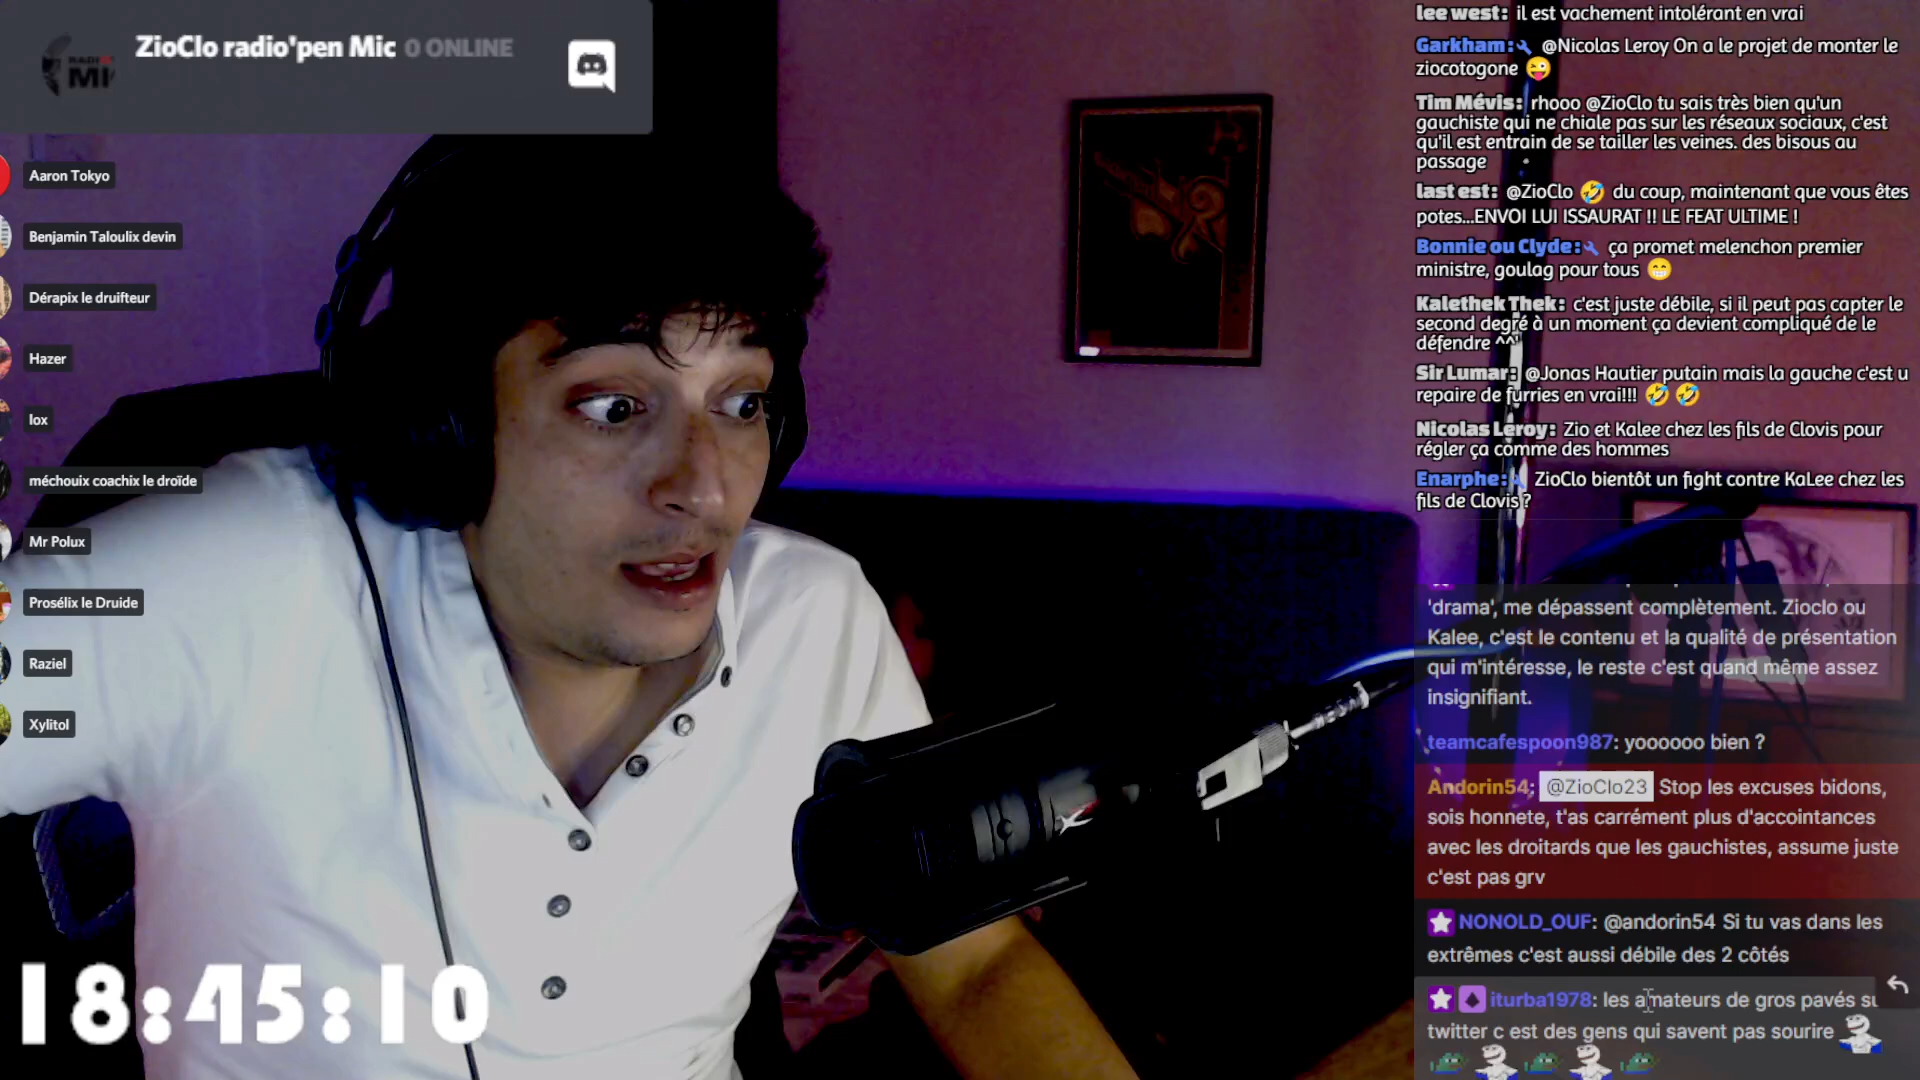 ZioClo radio'pen Mic 0 ONLINE
MI
Aaron Tokyo
Benjamin Taloulix devin
Dérapix le druifteur
Hazer
lox
méchouix coachix le droïde
Mr Polux
Prosélix le Druide
Raziel
Xylitol
18:45:10
lee west: il est vachement intolérant en vrai
Garkham: @Nicolas Leroy On a le projet de monter le
ziocotogone 😜
Tim Mévis: rhooo @ZioClo tu sais très bien qu'un
gauchiste qui ne chiale pas sur les réseaux sociaux, c'est
qu'il est entrain de se tailler les veines. des bisous au
passage
last est: @ZioClo 🤣 du coup, maintenant que vous êtes
potes...ENVOI LUI ISSAURAT !! LE FEAT ULTIME !
Bonnie ou Clyde: ça promet melenchon premier
ministre, goulag pour tous 😁
Kalethek Thek: c'est juste débile, si il peut pas capter le
second degré à un moment ça devient compliqué de le
défendre ^^'
Sir Lumar: @Jonas Hautier putain mais la gauche c'est u
repaire de furries en vrai!!! 🤣 🤣
Nicolas Leroy: Zio et Kalee chez les fils de Clovis pour
régler ça comme des hommes
Enarphe: ZioClo bientôt un fight contre KaLee chez les
fils de Clovis ?
'drama', me dépassent complètement. Zioclo ou
Kalee, c'est le contenu et la qualité de présentation
qui m'intéresse, le reste c'est quand même assez
insignifiant.
teamcafespoon987: yoooooo bien ?
Andorin54: @ZioClo23 Stop les excuses bidons,
sois honnete, t'as carrément plus d'accointances
avec les droitards que les gauchistes, assume juste
c'est pas grv
NONOLD_OUF: @andorin54 Si tu vas dans les
extrêmes c'est aussi débile des 2 côtés
iturba1978: les amateurs de gros pavés su
twitter c est des gens qui savent pas sourire